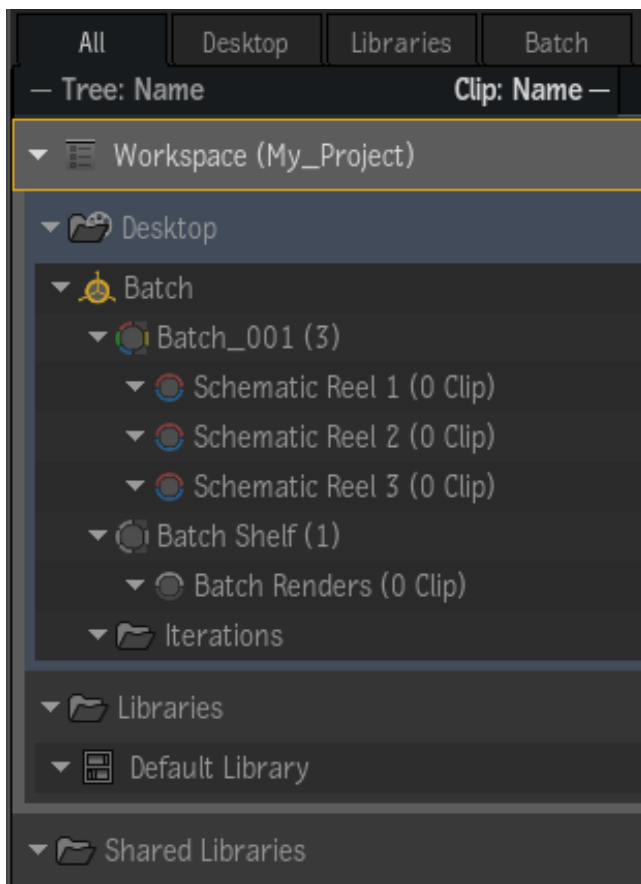 All Desktop Libraries Batch
Tree: Name Clip: Name
Workspace (My_Project)
Desktop
Batch
Batch_001 (3)
Schematic Reel 1 (0 Clip)
Schematic Reel 2 (0 Clip)
Schematic Reel 3 (0 Clip)
Batch Shelf (1)
Batch Renders (0 Clip)
Iterations
Libraries
Default Library
Shared Libraries